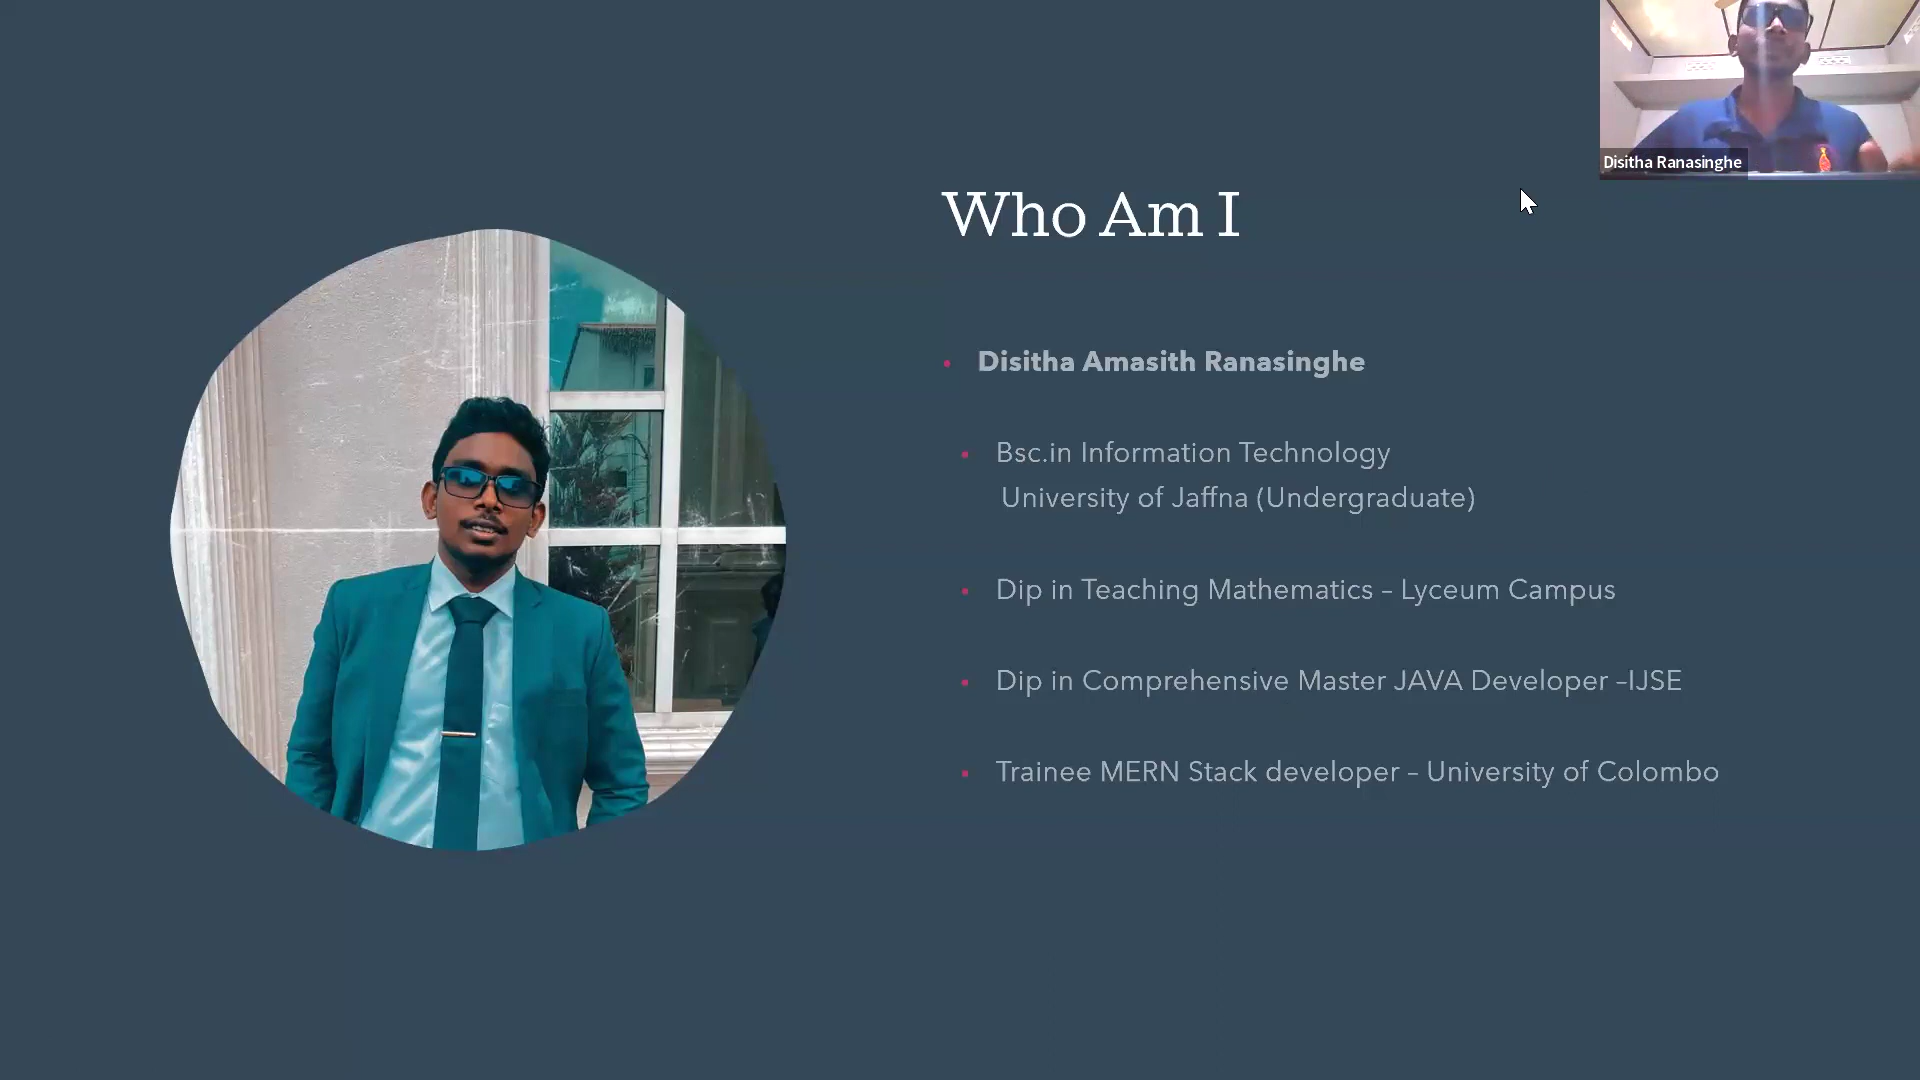 Disitha Ranasinghe
Who Am I
Disitha Amasith Ranasinghe
Bsc.in Information Technology
University of Jaffna (Undergraduate)
Dip in Teaching Mathematics – Lyceum Campus
Dip in Comprehensive Master JAVA Developer –IJSE
Trainee MERN Stack developer – University of Colombo